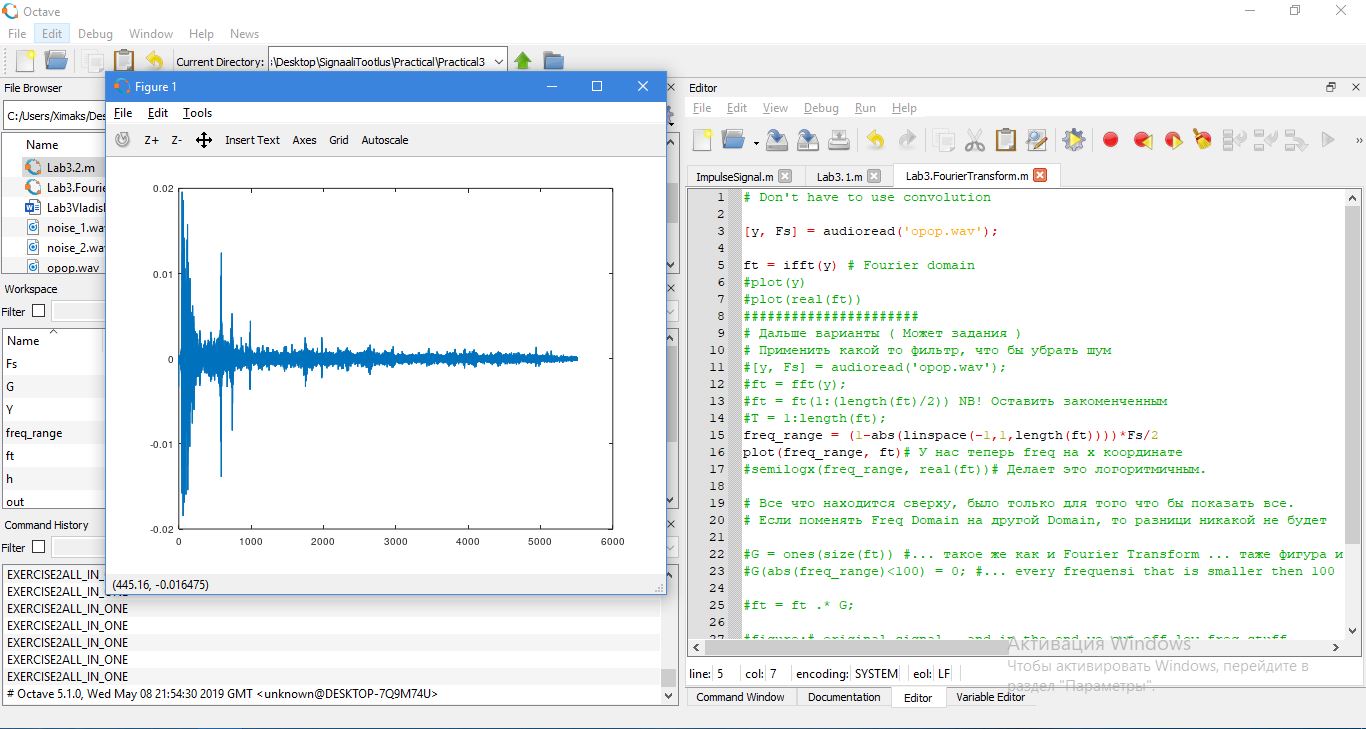 Octave
File Edit Debug Window Help News
Current Directory: :\Desktop\SignaaliTootlus\Practical\Practical3
File Browser
C:/Users/Ximaks/Des
Name
Lab3.2.m
Lab3.Fourie
Lab3Vladisl
noise_1.wa
noise_2.wa
opop.wav
Workspace
Filter
Name
Fs
G
Y
freq_range
ft
h
out
Command History
Filter
EXERCISE2ALL_IN_
EXERCISE2ALL_IN_ONE
EXERCISE2ALL_IN_ONE
EXERCISE2ALL_IN_ONE
EXERCISE2ALL_IN_ONE
EXERCISE2ALL_IN_ONE
EXERCISE2ALL_IN_ONE
# Octave 5.1.0, Wed May 08 21:54:30 2019 GMT <unknown@DESKTOP-7Q9M74U>
Figure 1
File Edit Tools
Z+ Z- Insert Text Axes Grid Autoscale
0.02
0.01
0
-0.01
-0.02
0 1000 2000 3000 4000 5000 6000
(445.16, -0.016475)
Editor
File Edit View Debug Run Help
ImpulseSignal.m Lab3.1.m Lab3.FourierTransform.m
1 # Don't have to use convolution
2
3 [y, Fs] = audioread('opop.wav');
4
5 ft = ifft(y) # Fourier domain
6 #plot(y)
7 #plot(real(ft))
8 ######################
9 # Дальше варианты ( Может задания )
10 # Применить какой то фильтр, что бы убрать шум
11 #[y, Fs] = audioread('opop.wav');
12 #ft = fft(y);
13 #ft = ft(1:(length(ft)/2)) NB! Оставить закоменченным
14 #T = 1:length(ft);
15 freq_range = (1-abs(linspace(-1,1,length(ft))))*Fs/2
16 plot(freq_range, ft)# У нас теперь freq на x координате
17 #semilogx(freq_range, real(ft))# Делает это логоритмичным.
18
19 # Все что находится сверху, было только для того что бы показать все.
20 # Если поменять Freq Domain на другой Domain, то разници никакой не будет
21
22 #G = ones(size(ft)) #... такое же как и Fourier Transform ... таже фигура и
23 #G(abs(freq_range)<100) = 0; #... every frequensi that is smaller then 100
24
25 #ft = ft .* G;
26
27 #figure;# original signal
Активация Windows
Чтобы активировать Windows, перейдите в
раздел "Параметры".
line: 5 col: 7 encoding: SYSTEM eol: LF
Command Window Documentation Editor Variable Editor